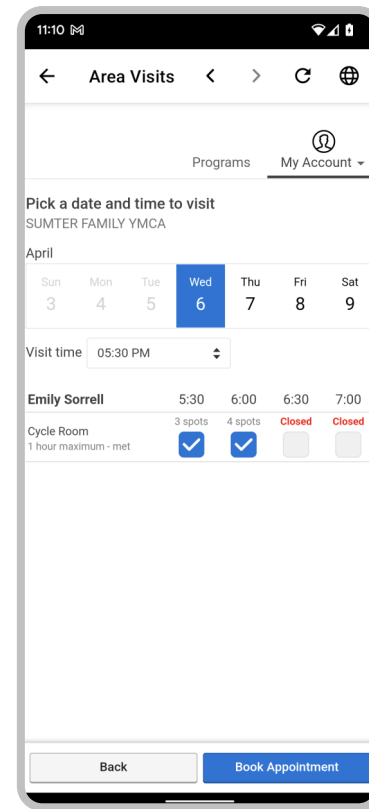 11:10
Area Visits
Programs My Account
Pick a date and time to visit
SUMTER FAMILY YMCA
April
Sun Mon Tue Wed Thu Fri Sat
3 4 5 6 7 8 9
Visit time 05:30 PM
Emily Sorrell 5:30 6:00 6:30 7:00
3 spots 4 spots Closed Closed
Cycle Room
1 hour maximum - met
Back Book Appointment